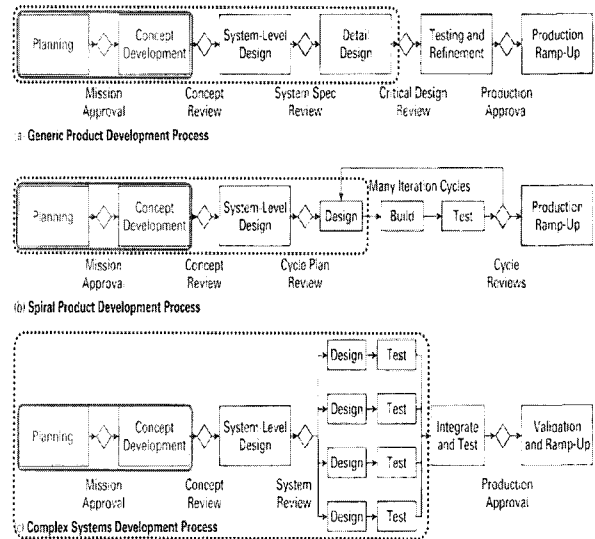 Planning
Concept
Development
System-Level
Design
Detail
Design
Testing and
Refinement
Production
Ramp-Up
Mission
Approval
Concept
Review
System Spec
Review
Critical Design
Review
Production
Approva
(a) Generic Product Development Process
Many Iteration Cycles
Planning
Concept
Development
System-Level
Design
Design
Build
Test
Production
Ramp-Up
Mission
Approval
Concept
Review
Cycle Plan
Review
Cycle
Reviews
(b) Spiral Product Development Process
Design
Test
Design
Test
Planning
Concept
Development
System-Level
Design
Integrate
and Test
Validation
and Ramp-Up
Design
Test
Mission
Approval
Concept
Review
System
Review
Production
Approval
Design
Test
c) Complex Systems Development Process